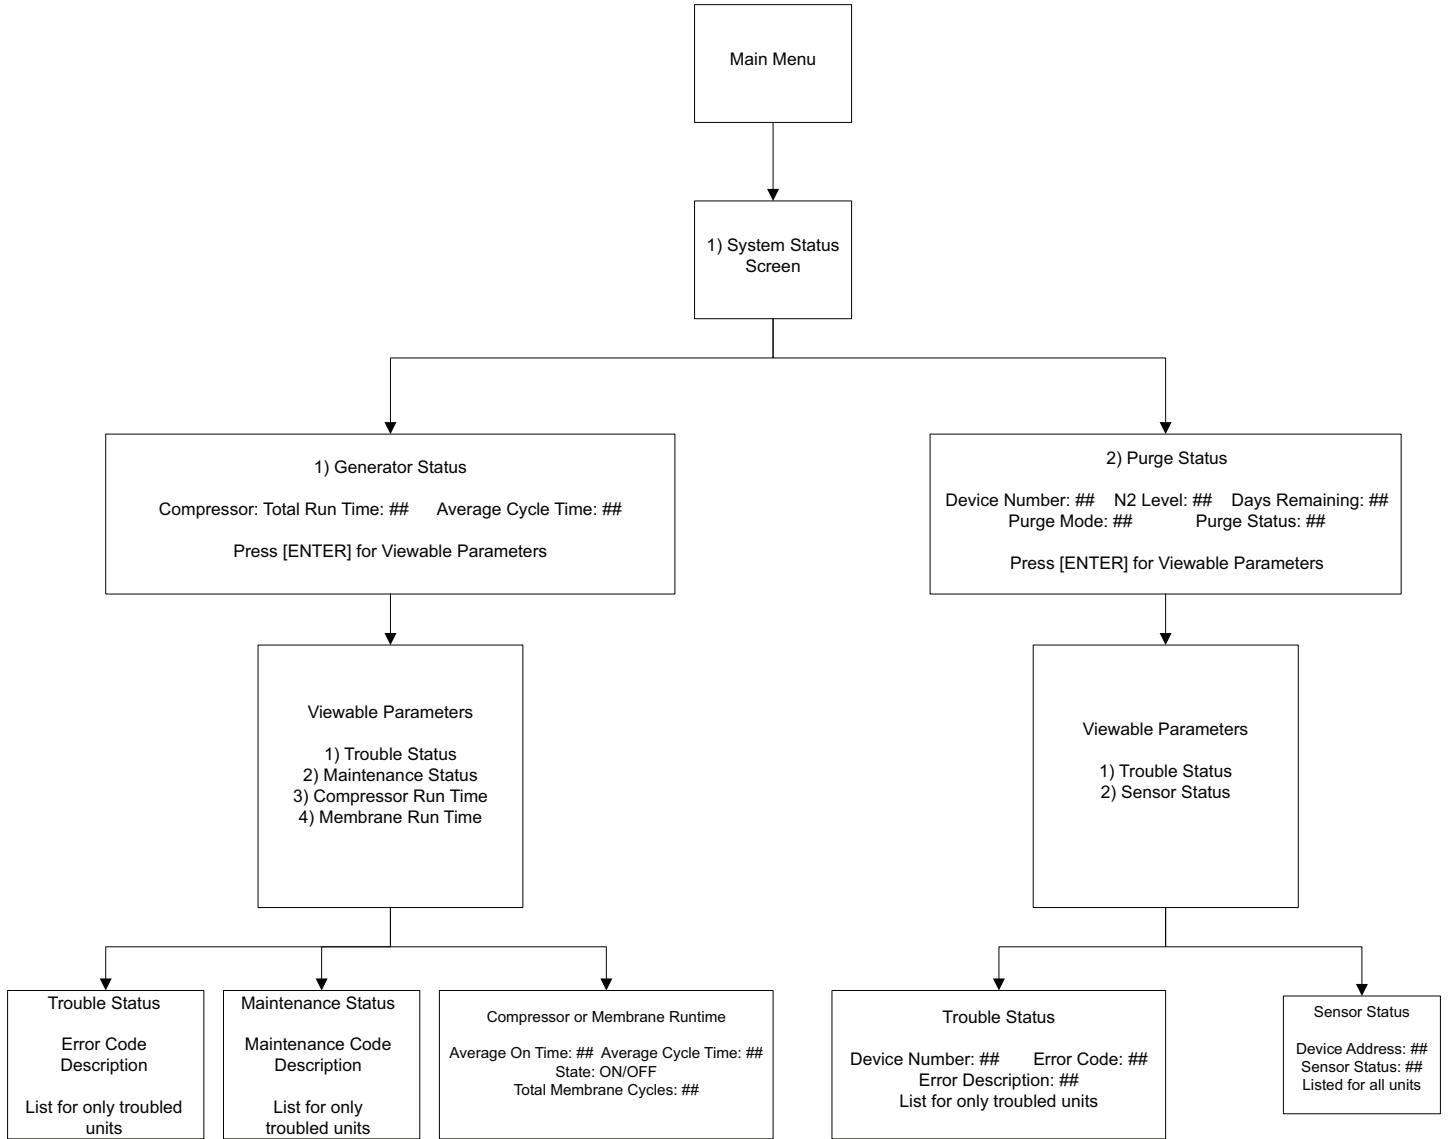 Main Menu
1) System Status
Screen
1) Generator Status
Compressor: Total Run Time: ## Average Cycle Time: ##
Press [ENTER] for Viewable Parameters
2) Purge Status
Device Number: ## N2 Level: ## Days Remaining: ##
Purge Mode: ## Purge Status: ##
Press [ENTER] for Viewable Parameters
Viewable Parameters
1) Trouble Status
2) Maintenance Status
3) Compressor Run Time
4) Membrane Run Time
Viewable Parameters
1) Trouble Status
2) Sensor Status
Trouble Status
Error Code
Description
List for only troubled
units
Maintenance Status
Maintenance Code
Description
List for only
troubled units
Compressor or Membrane Runtime
Average On Time: ## Average Cycle Time: ##
State: ON/OFF
Total Membrane Cycles: ##
Trouble Status
Device Number: ## Error Code: ##
Error Description: ##
List for only troubled units
Sensor Status
Device Address: ##
Sensor Status: ##
Listed for all units